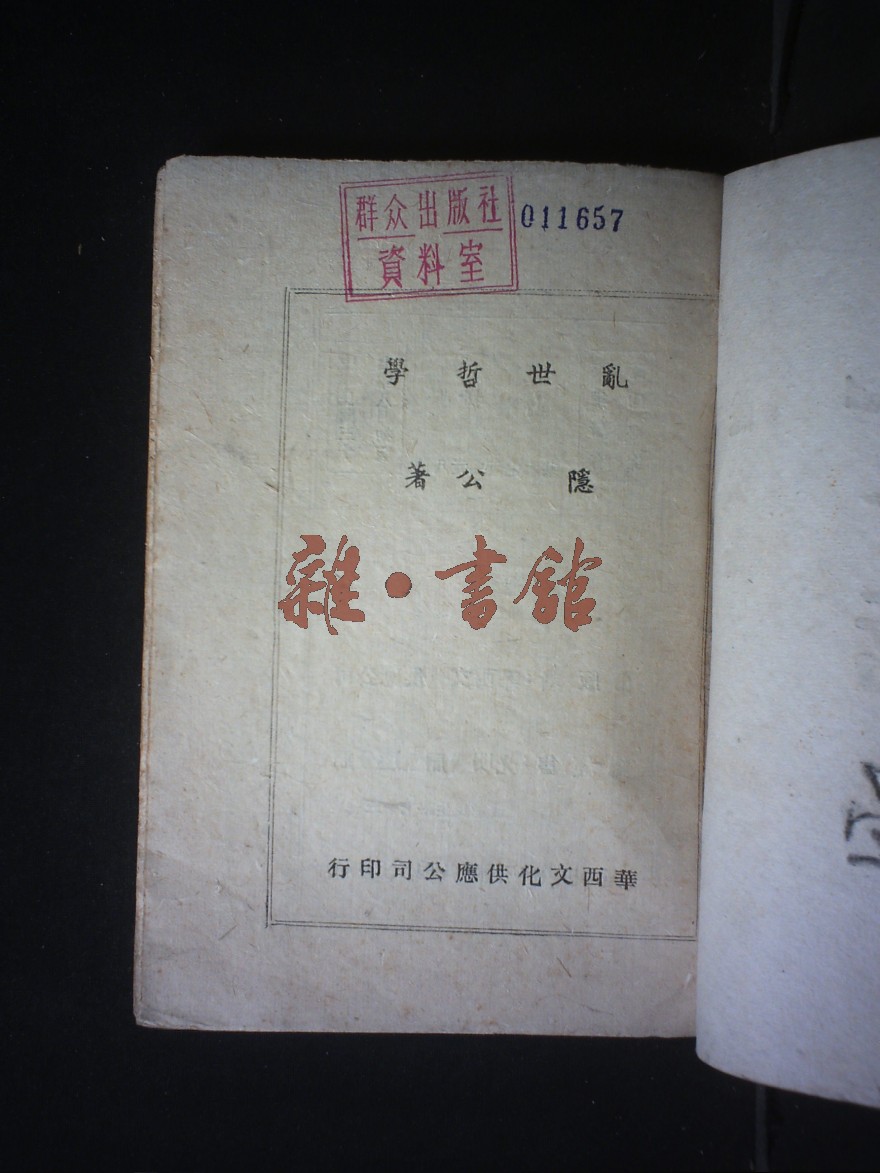 群众出版社
資料室
011657
亂世哲學
隱公著
雜·書館
華西文化供應公司印行